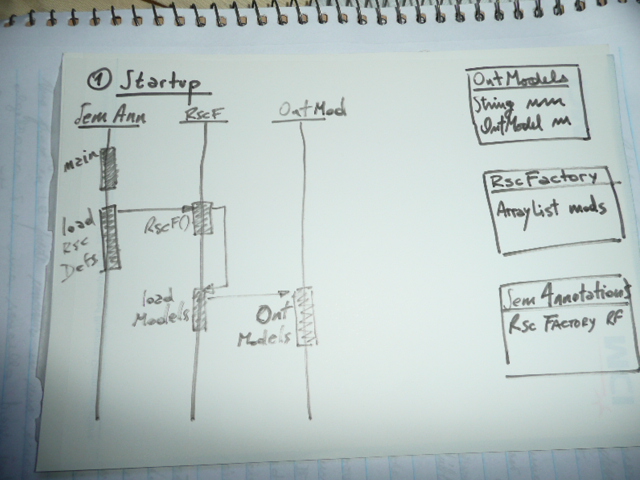 ① Startup
Sem Ann
RscF
OntMod
main
load
Rsc
Defs
RscF()
load
Models
Ont
Models
OntModels
String
OntModel
RscFactory
ArrayList mods
Sem Annotations
Rsc Factory RF